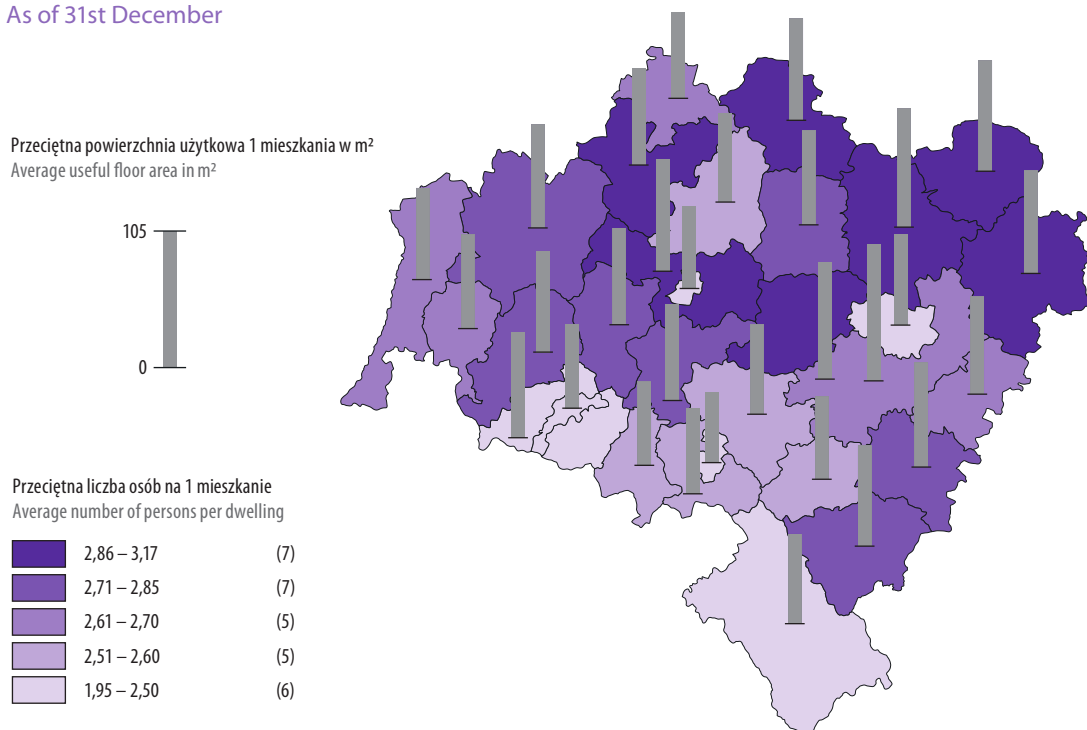 As of 31st December
Przeciętna powierzchnia użytkowa 1 mieszkania w m²
Average useful floor area in m²
105
0
Przeciętna liczba osób na 1 mieszkanie
Average number of persons per dwelling
2,86 – 3,17 (7)
2,71 – 2,85 (7)
2,61 – 2,70 (5)
2,51 – 2,60 (5)
1,95 – 2,50 (6)